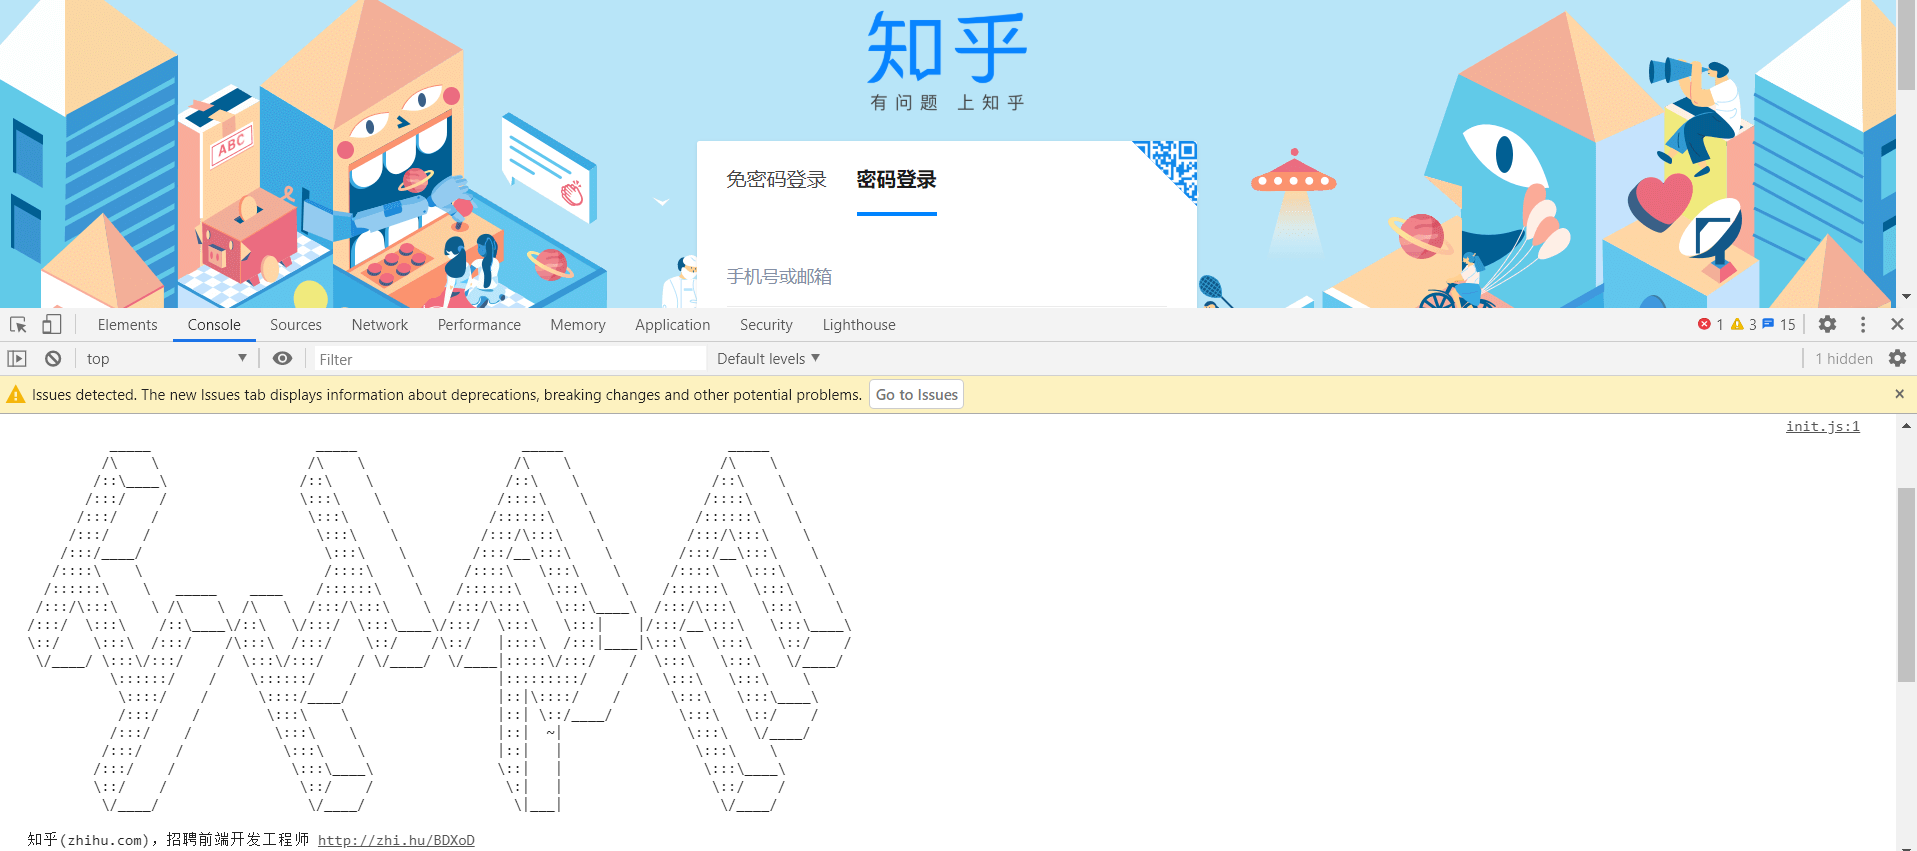 知乎
有问题 上知乎
ABC
免密码登录 密码登录
手机号或邮箱
Elements Console Sources Network Performance Memory Application Security Lighthouse 1 3 15
top Filter Default levels 1 hidden
Issues detected. The new Issues tab displays information about deprecations, breaking changes and other potential problems. Go to Issues
init.js:1
知乎(zhihu.com)，招聘前端开发工程师 http://zhi.hu/BDXoD